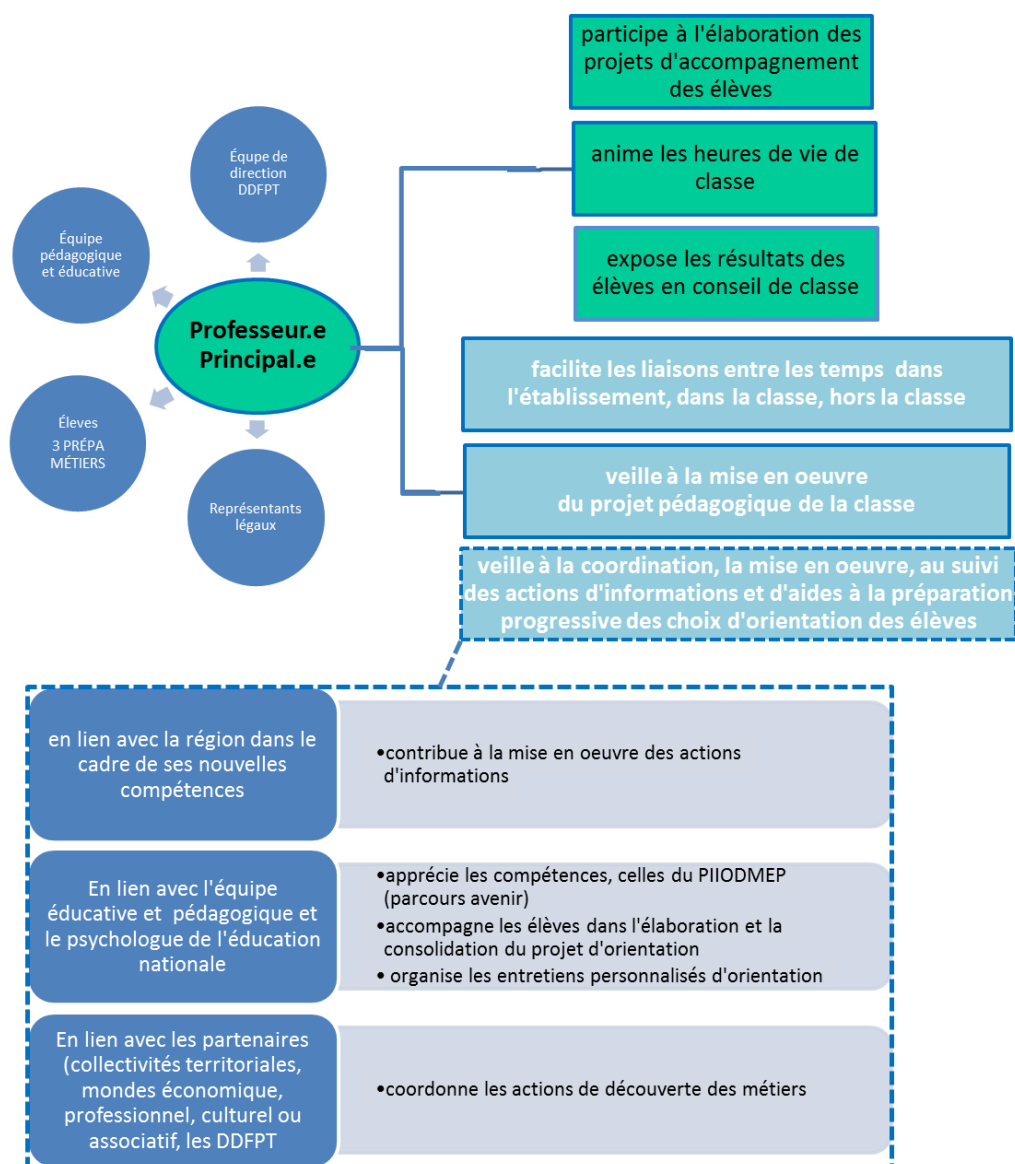 participe à l'élaboration des
projets d'accompagnement
des élèves
Équpe de
direction
DDFPT
anime les heures de vie de
classe
Équipe
pédagogique
et éducative
expose les résultats des
élèves en conseil de classe
Professeur.e
Principal.e
facilite les liaisons entre les temps dans
l'établissement, dans la classe, hors la classe
Éleves
3 PRÉPA
MÉTIERS
veille à la mise en oeuvre
du projet pédagogique de la classe
Représentants
légaux
veille à la coordination, la mise en oeuvre, au suivi
des actions d'informations et d'aides à la préparation
progressive des choix d'orientation des élèves
en lien avec la région dans le
cadre de ses nouvelles
compétences
•contribue à la mise en oeuvre des actions
d'informations
En lien avec l'équipe
éducative et pédagogique et
le psychologue de l'éducation
nationale
•apprécie les compétences, celles du PIIODMEP
(parcours avenir)
•accompagne les élèves dans l'élaboration et la
consolidation du projet d'orientation
• organise les entretiens personnalisés d'orientation
En lien avec les partenaires
(collectivités territoriales,
mondes économique,
professionnel, culturel ou
associatif, les DDFPT
•coordonne les actions de découverte des métiers